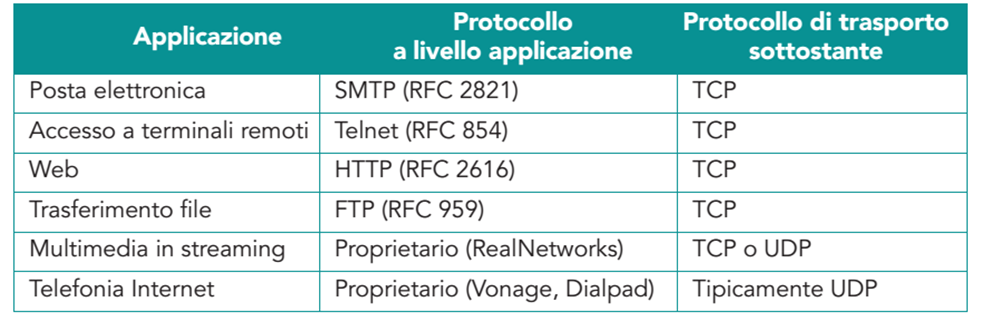 Applicazione Protocollo a livello applicazione Protocollo di trasporto sottostante
Posta elettronica SMTP (RFC 2821) TCP
Accesso a terminali remoti Telnet (RFC 854) TCP
Web HTTP (RFC 2616) TCP
Trasferimento file FTP (RFC 959) TCP
Multimedia in streaming Proprietario (RealNetworks) TCP o UDP
Telefonia Internet Proprietario (Vonage, Dialpad) Tipicamente UDP